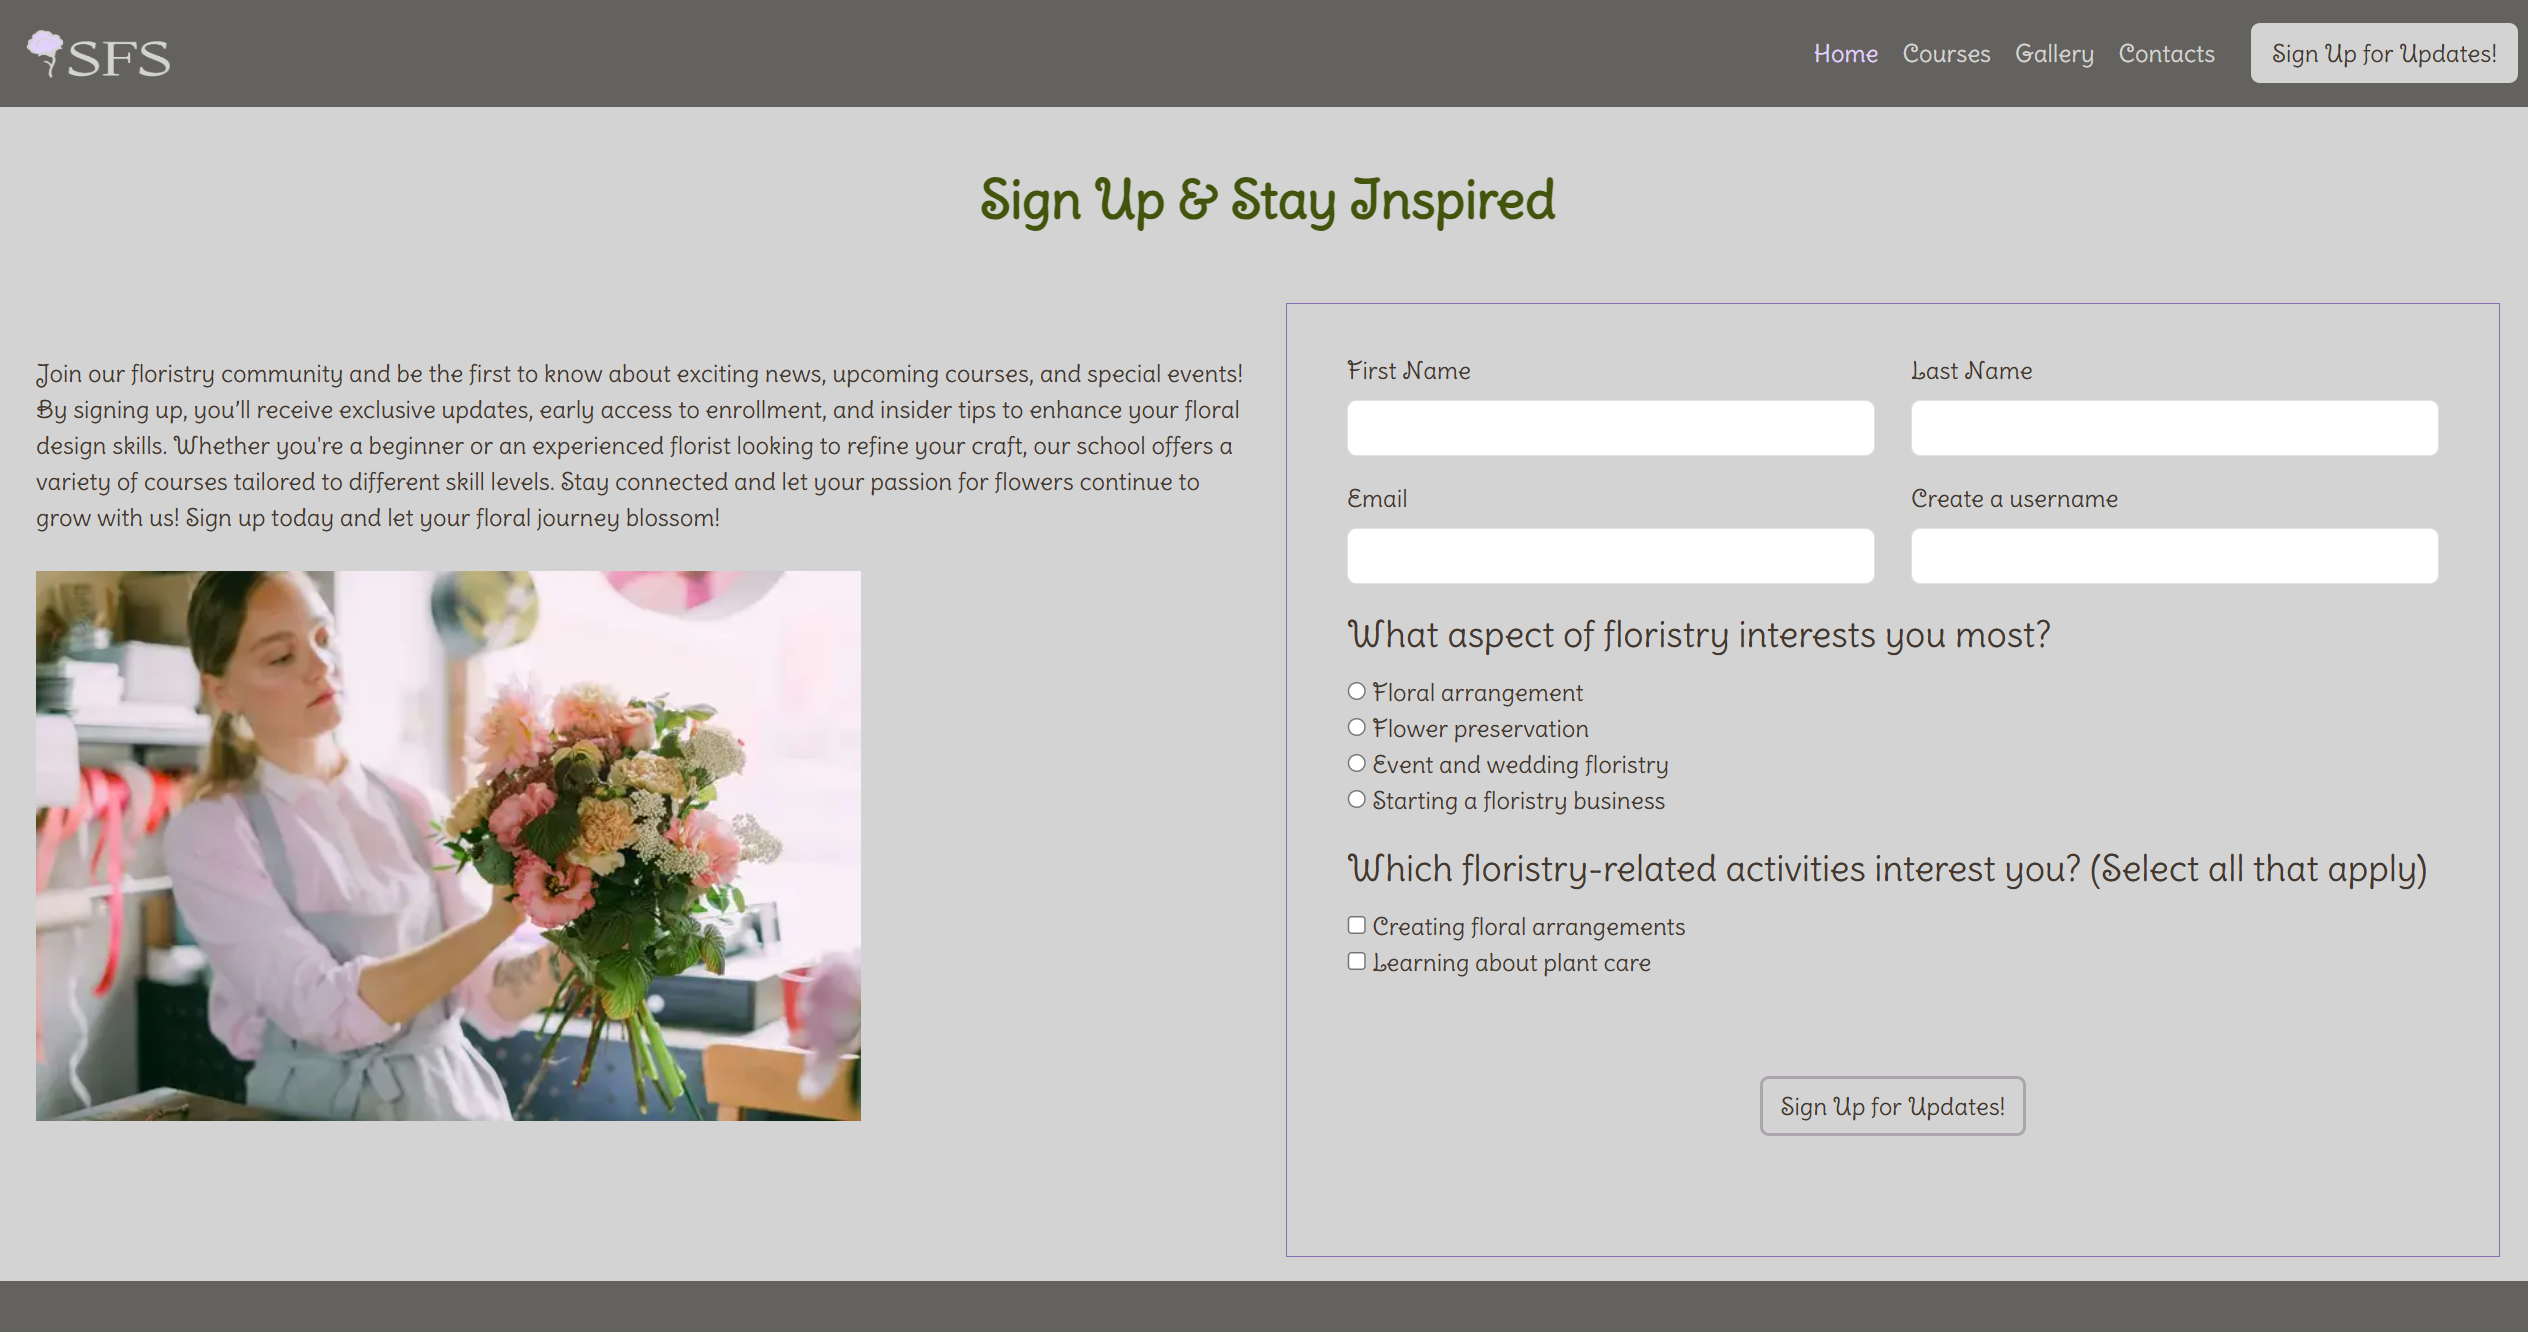 SFS
Home Courses Gallery Contacts Sign Up for Updates!
Sign Up & Stay Inspired
Join our floristry community and be the first to know about exciting news, upcoming courses, and special events!
By signing up, you’ll receive exclusive updates, early access to enrollment, and insider tips to enhance your floral
design skills. Whether you're a beginner or an experienced florist looking to refine your craft, our school offers a
variety of courses tailored to different skill levels. Stay connected and let your passion for flowers continue to
grow with us! Sign up today and let your floral journey blossom!
First Name
Last Name
Email
Create a username
What aspect of floristry interests you most?
Floral arrangement
Flower preservation
Event and wedding floristry
Starting a floristry business
Which floristry-related activities interest you? (Select all that apply)
Creating floral arrangements
Learning about plant care
Sign Up for Updates!